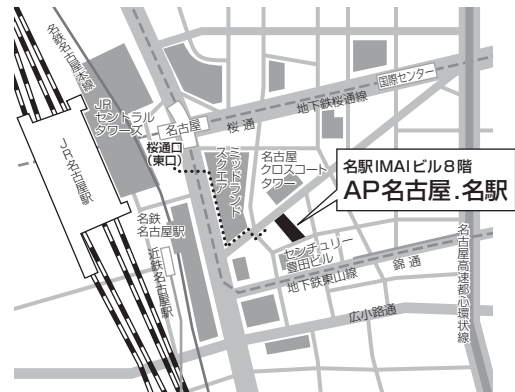 名鉄名古屋本線
JR
セントラル
タワーズ
JR名古屋駅
名古屋
桜通口
(東口)
桜 通
地下鉄桜通線
国際センター
ミッドランド
スクエア
名古屋
クロスコート
タワー
名駅IMAIビル8階
AP名古屋.名駅
名鉄
名古屋駅
近鉄名古屋駅
センチュリー
豊田ビル
地下鉄東山線
錦 通
広小路通
名古屋高速都心環状線